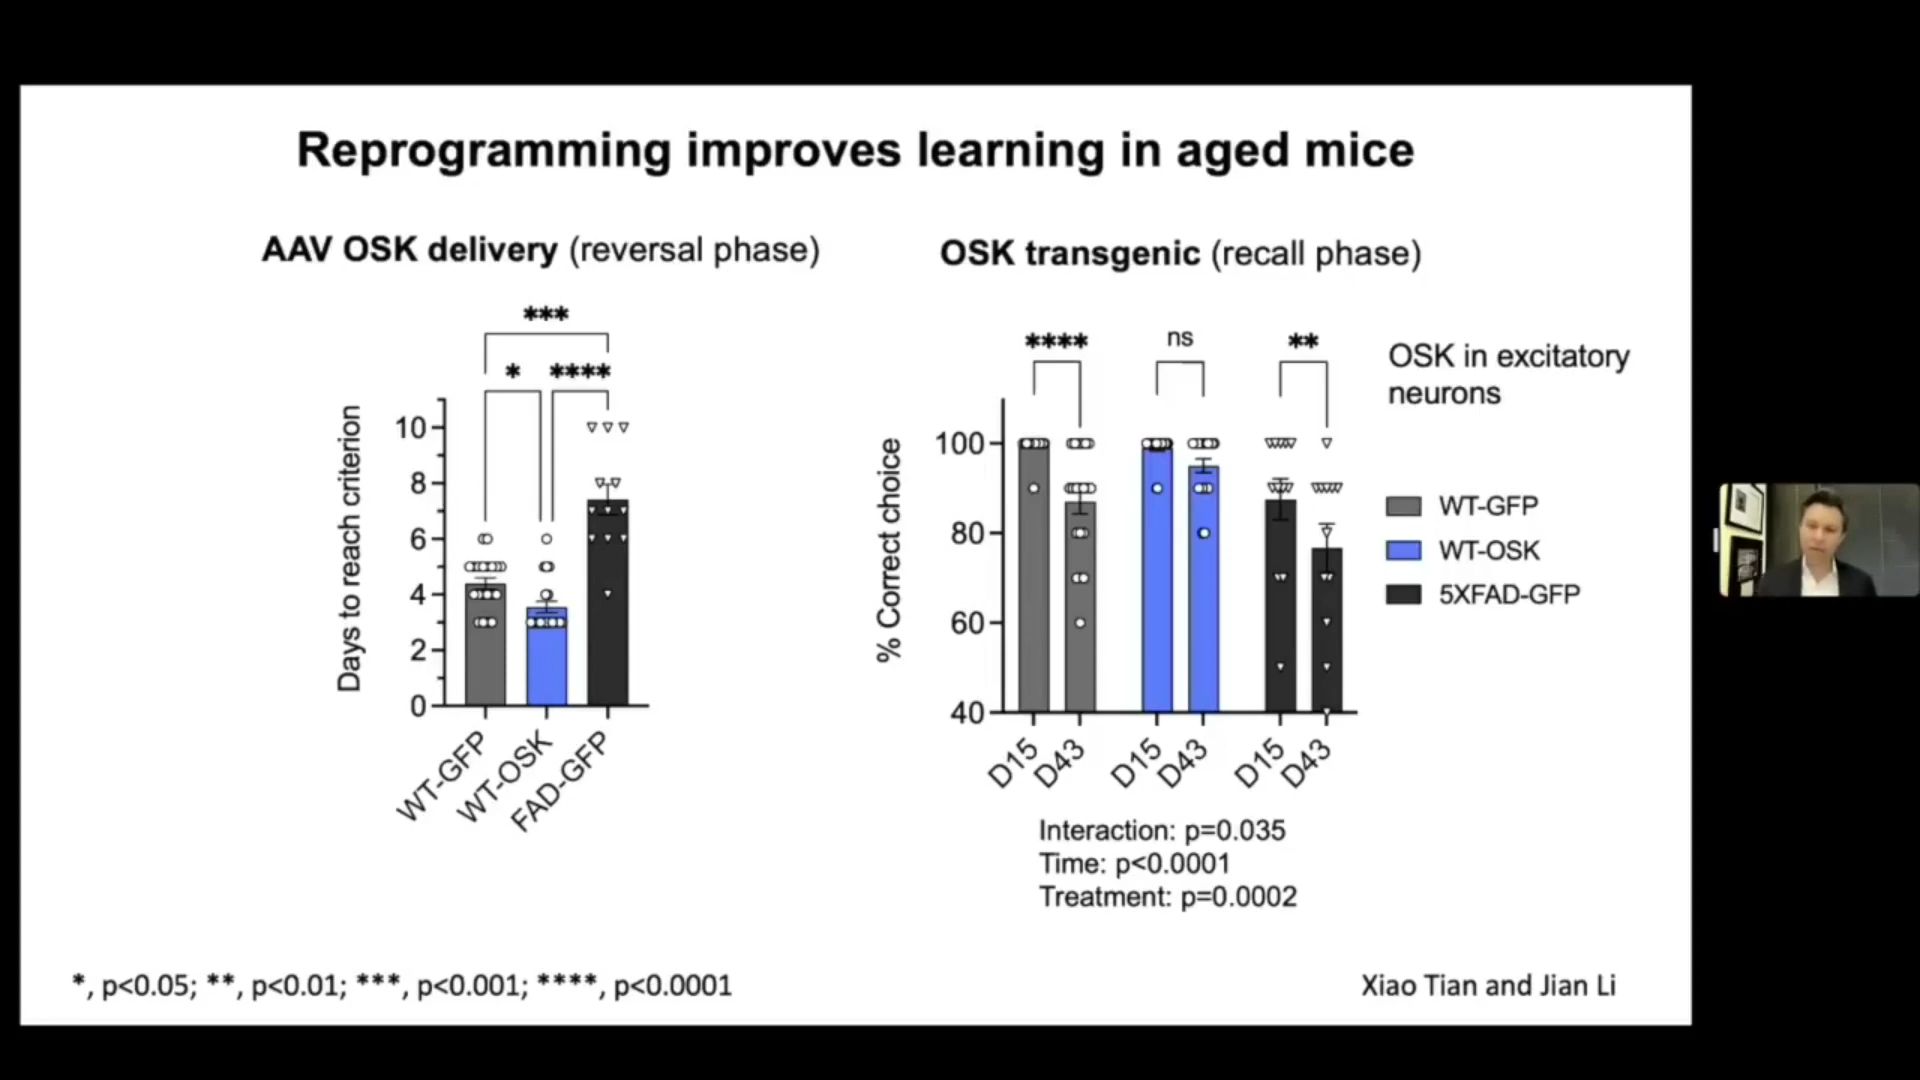 Reprogramming improves learning in aged mice
AAV OSK delivery (reversal phase)
***
*
****
Days to reach criterion
10
8
6
4
2
0
WT-GFP
WT-OSK
FAD-GFP
OSK transgenic (recall phase)
****
ns
**
% Correct choice
100
80
60
40
D15
D43
D15
D43
D15
D43
OSK in excitatory
neurons
WT-GFP
WT-OSK
5XFAD-GFP
Interaction: p=0.035
Time: p<0.0001
Treatment: p=0.0002
*, p<0.05; **, p<0.01; ***, p<0.001; ****, p<0.0001
Xiao Tian and Jian Li